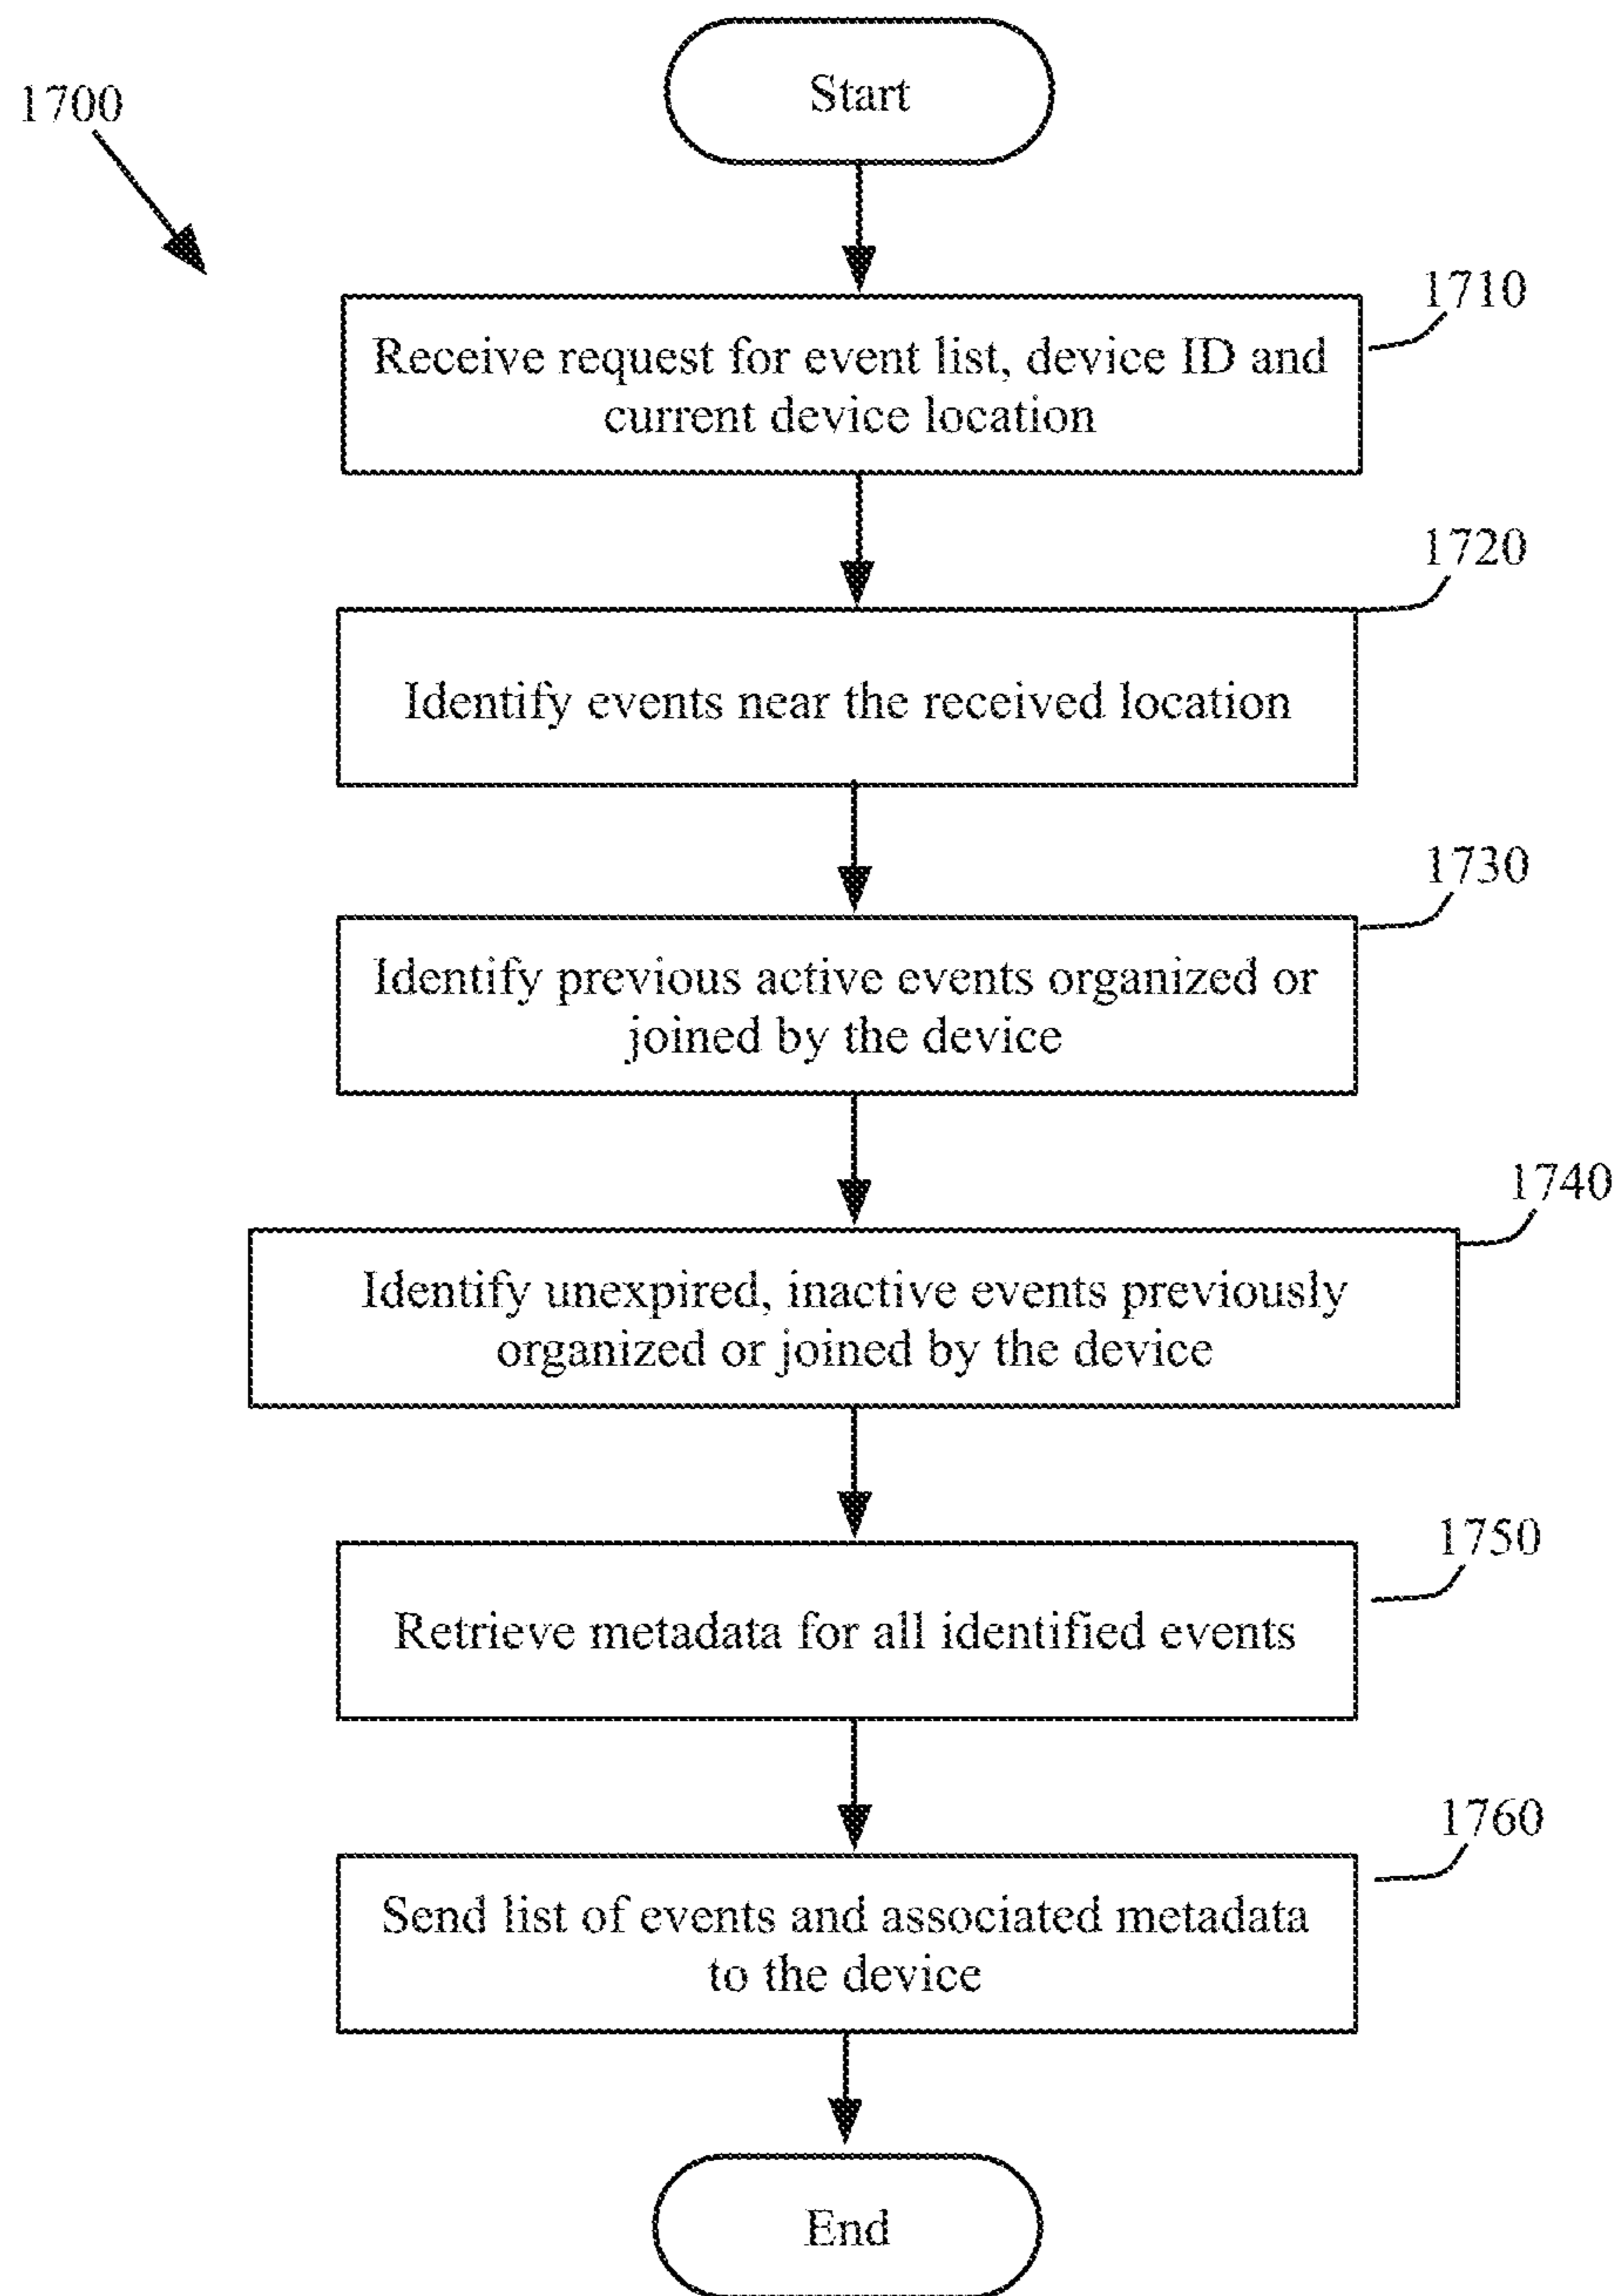 Start
1700
1710
Receive request for event list, device ID and
current device location
1720
Identify events near the received location
1730
Identify previous active events organized or
joined by the device
1740
Identify unexpired, inactive events previously
organized or joined by the device
1750
Retrieve metadata for all identified events
1760
Send list of events and associated metadata
to the device
End